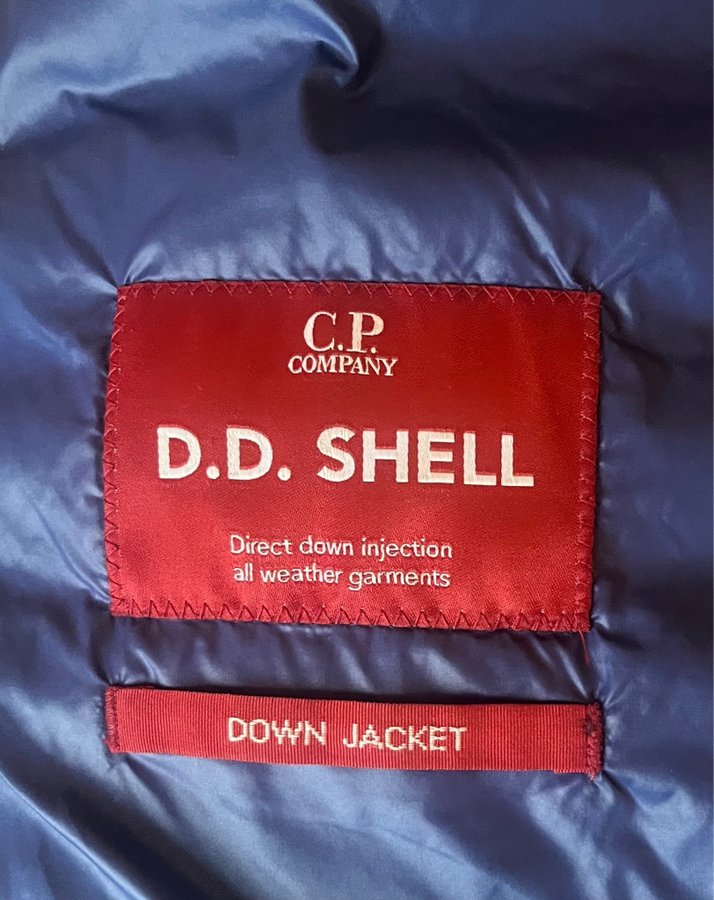 C.P.
COMPANY
D.D. SHELL
Direct down injection
all weather garments
DOWN JACKET